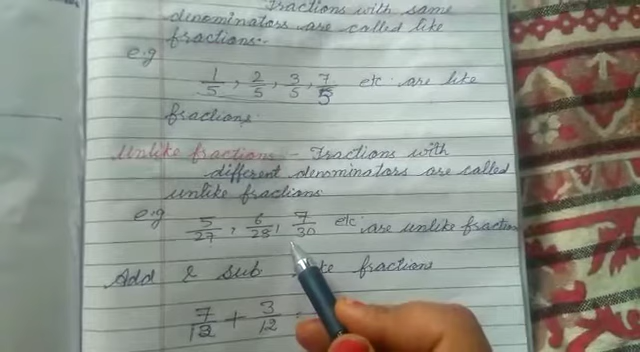 Fractions with same
denominators are called like
fractions:-
e.g
1/5, 2/5, 3/5, 7/5 etc. are like
fractions.
Unlike fractions:- Fractions with
different denominators are called
unlike fractions
e.g 5/27, 6/28, 7/30 etc. are unlike fraction
Add & sub like fractions
7/12 + 3/12 =